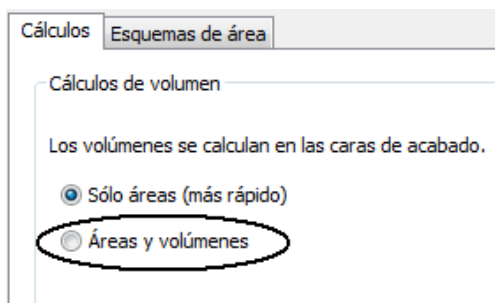 Cálculos Esquemas de área
Cálculos de volumen
Los volúmenes se calculan en las caras de acabado.
Sólo áreas (más rápido)
Áreas y volúmenes